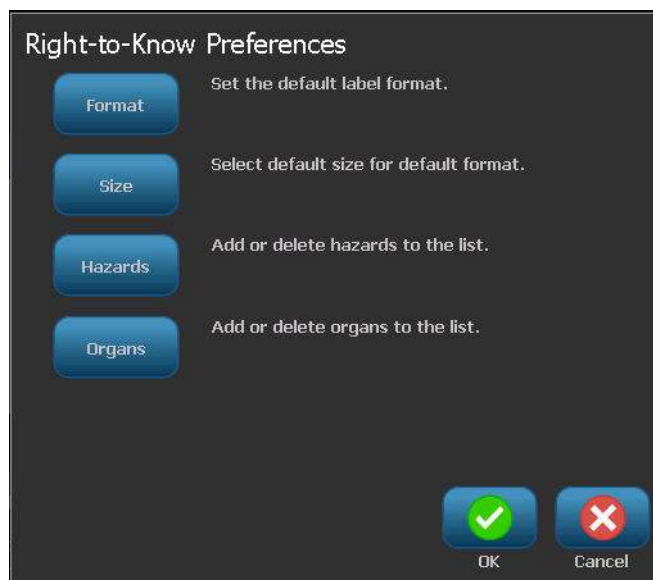 Right-to-Know Preferences
Format
Set the default label format.
Size
Select default size for default format.
Hazards
Add or delete hazards to the list.
Organs
Add or delete organs to the list.
OK
Cancel